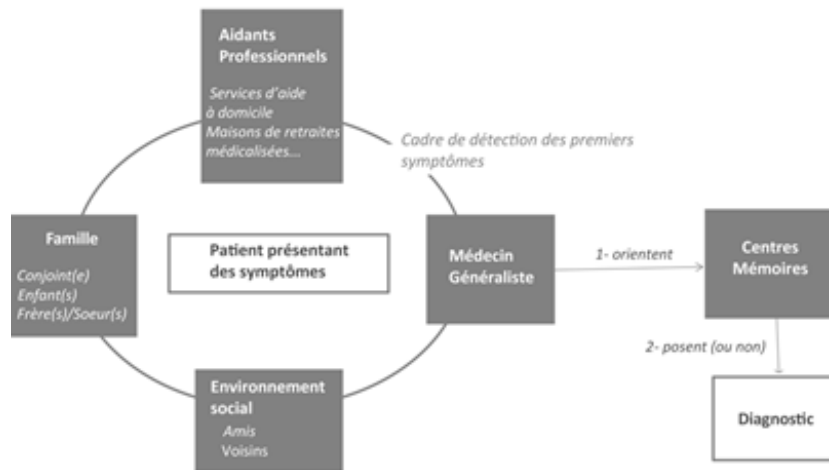 Aidants
Professionnels
Services d'aide
à domicile
Maisons de retraites
médicalisées...
Cadre de détection des premiers
symptômes
Famille
Conjoint(e)
Enfant(s)
Frère(s)/Soeur(s)
Patient présentant
des symptômes
Médecin
Généraliste
1- orientent
Centres
Mémoires
2- posent (ou non)
Diagnostic
Environnement
social
Amis
Voisins